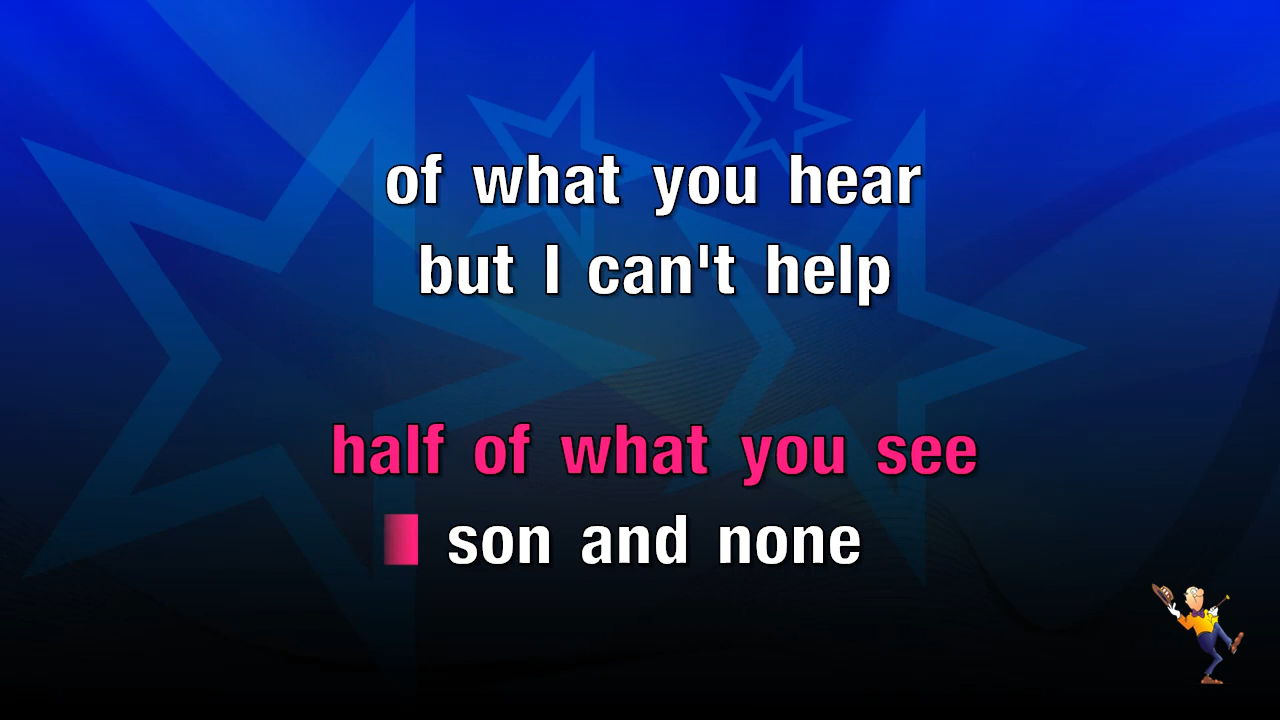 of what you hear
but I can't help
half of what you see
son and none